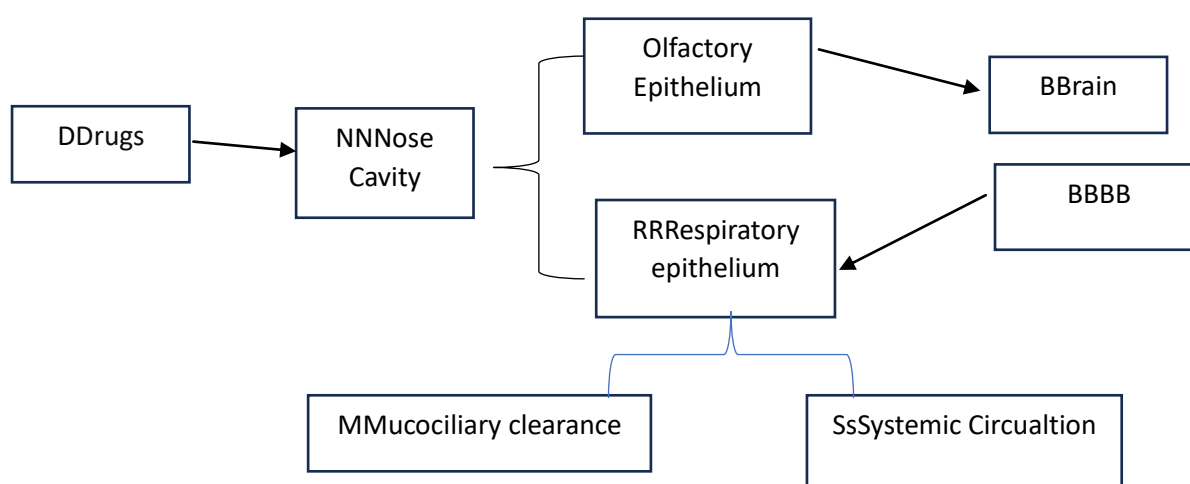 Olfactory
Epithelium
BBrain
DDrugs
NNNose
Cavity
BBBB
RRRespiratory
epithelium
MMucociliary clearance
SsSystemic Circualtion